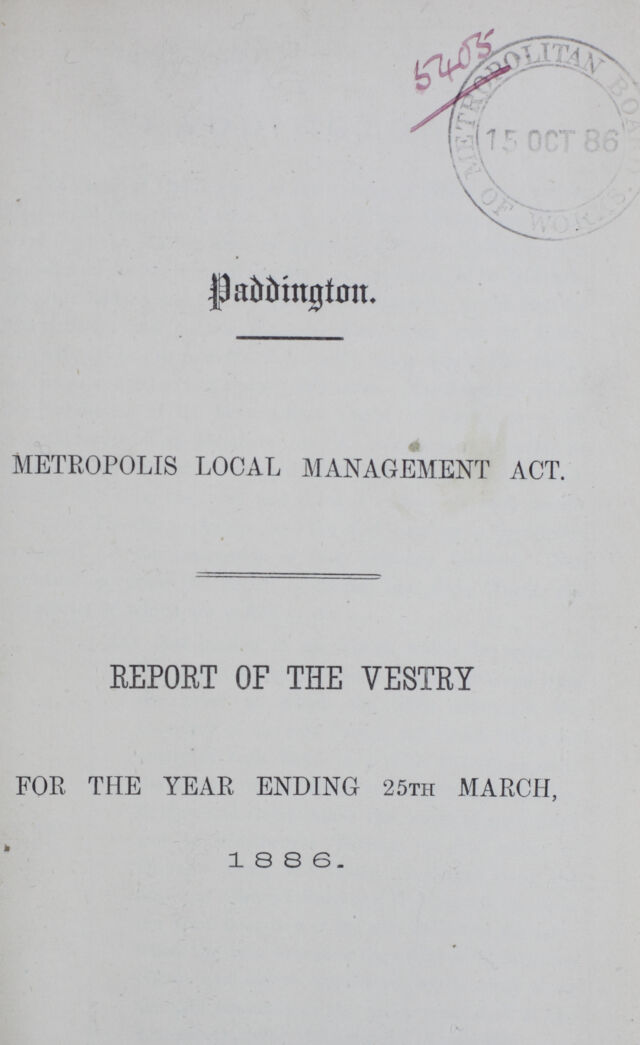 5405
METROPOLITAN BOARD OF WORKS.
15 OCT 86
Paddington.
METROPOLIS LOCAL MANAGEMENT ACT.
REPORT OF THE VESTRY
FOR THE YEAR ENDING 25TH MARCH,
1886.